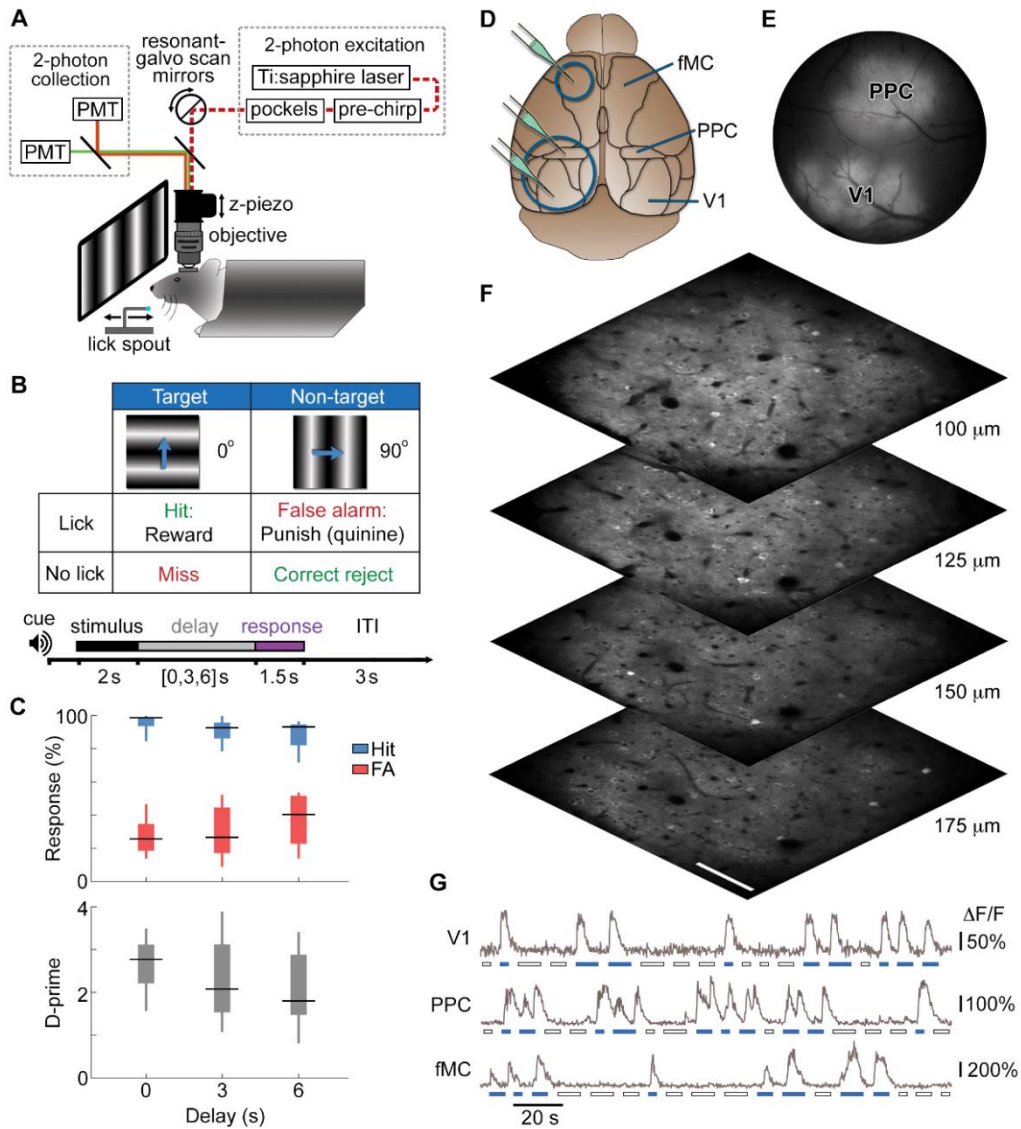 A
2-photon
collection
PMT
PMT
resonant-
galvo scan
mirrors
2-photon excitation
Ti:sapphire laser
pockels
pre-chirp
z-piezo
objective
lick spout
B
Target
Non-target
0°
90°
Lick
Hit:
Reward
False alarm:
Punish (quinine)
No lick
Miss
Correct reject
cue
stimulus
delay
response
ITI
2 s
[0,3,6] s
1.5 s
3 s
C
Response (%)
100
0
Hit
FA
D-prime
4
2
0
0
3
6
Delay (s)
D
fMC
PPC
V1
E
PPC
V1
F
100 μm
125 μm
150 μm
175 μm
G
V1
PPC
fMC
ΔF/F
50%
100%
200%
20 s